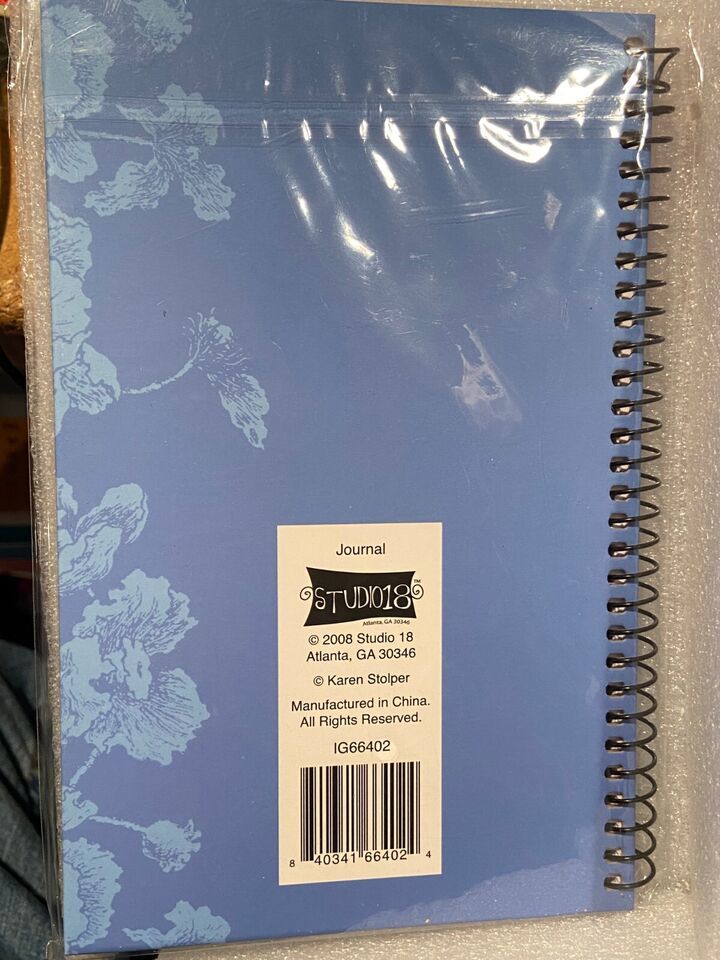 Journal
STUDIO18™
Atlanta, GA 30346
© 2008 Studio 18
Atlanta, GA 30346
© Karen Stolper
Manufactured in China.
All Rights Reserved.
IG66402
8 40341 66402 4